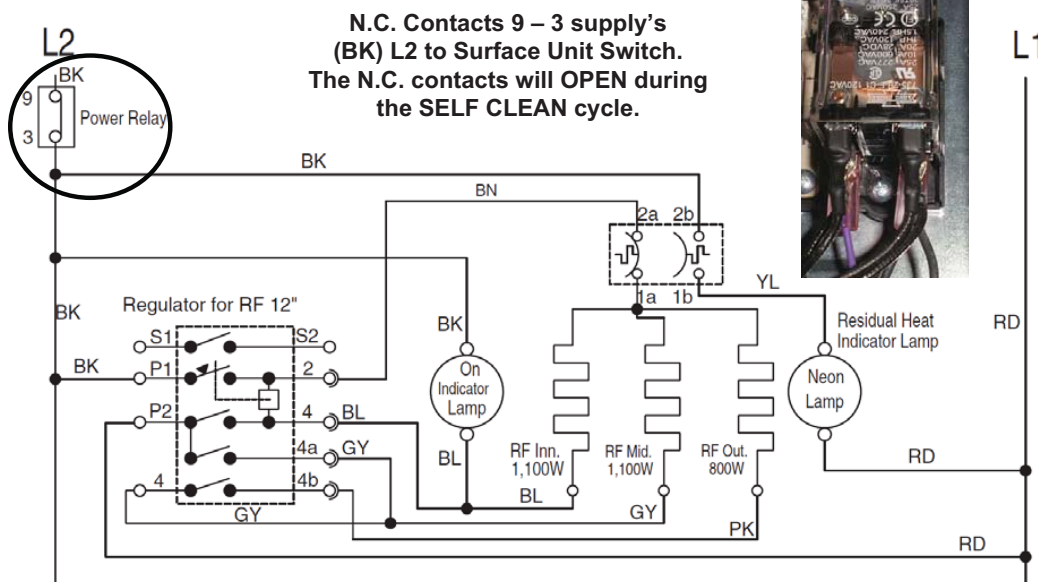 N.C. Contacts 9 – 3 supply's
(BK) L2 to Surface Unit Switch.
The N.C. contacts will OPEN during
the SELF CLEAN cycle.
L2
L1
BK
9
Power Relay
3
BK
BN
2a 2b
1a 1b
YL
Residual Heat
Indicator Lamp
RD
Regulator for RF 12"
BK
BK
S1
S2
BK
P1
2
On
Indicator
Lamp
Neon
Lamp
P2
4
BL
4a
GY
BL
RF Inn.
1,100W
RF Mid.
1,100W
RF Out.
800W
RD
4
4b
BL
GY
GY
PK
RD